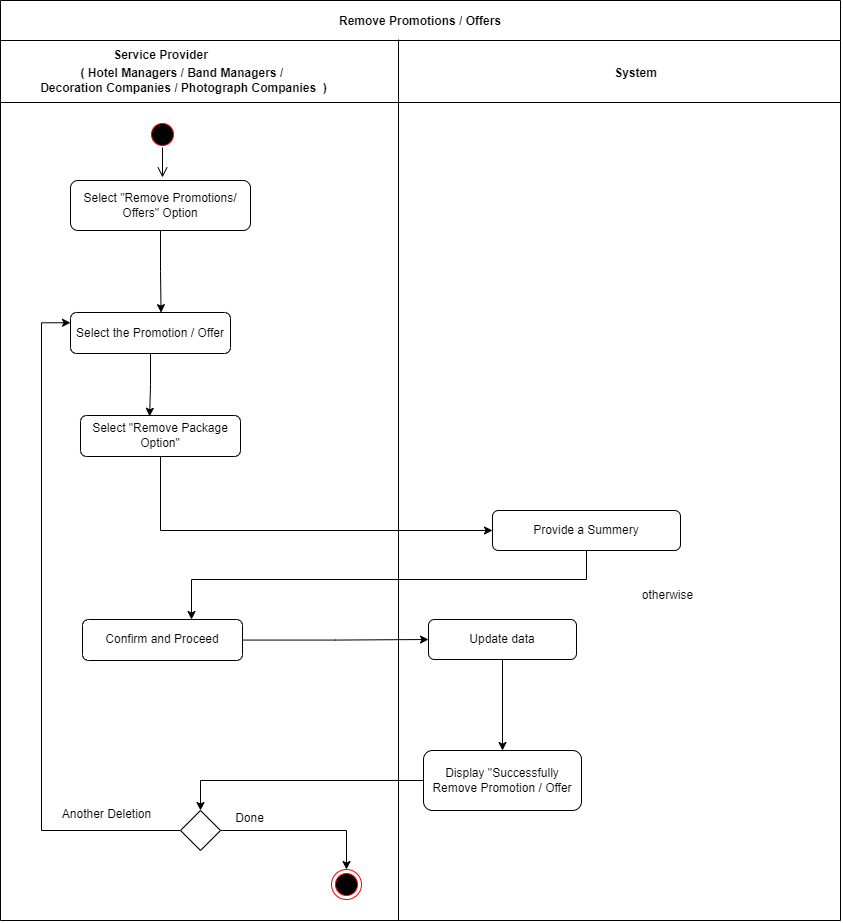 Remove Promotions / Offers
Service Provider
( Hotel Managers / Band Managers /
Decoration Companies / Photograph Companies )
System
Select "Remove Promotions/
Offers" Option
Select the Promotion / Offer
Select "Remove Package
Option"
Provide a Summery
otherwise
Confirm and Proceed
Update data
Display "Successfully
Remove Promotion / Offer
Another Deletion
Done